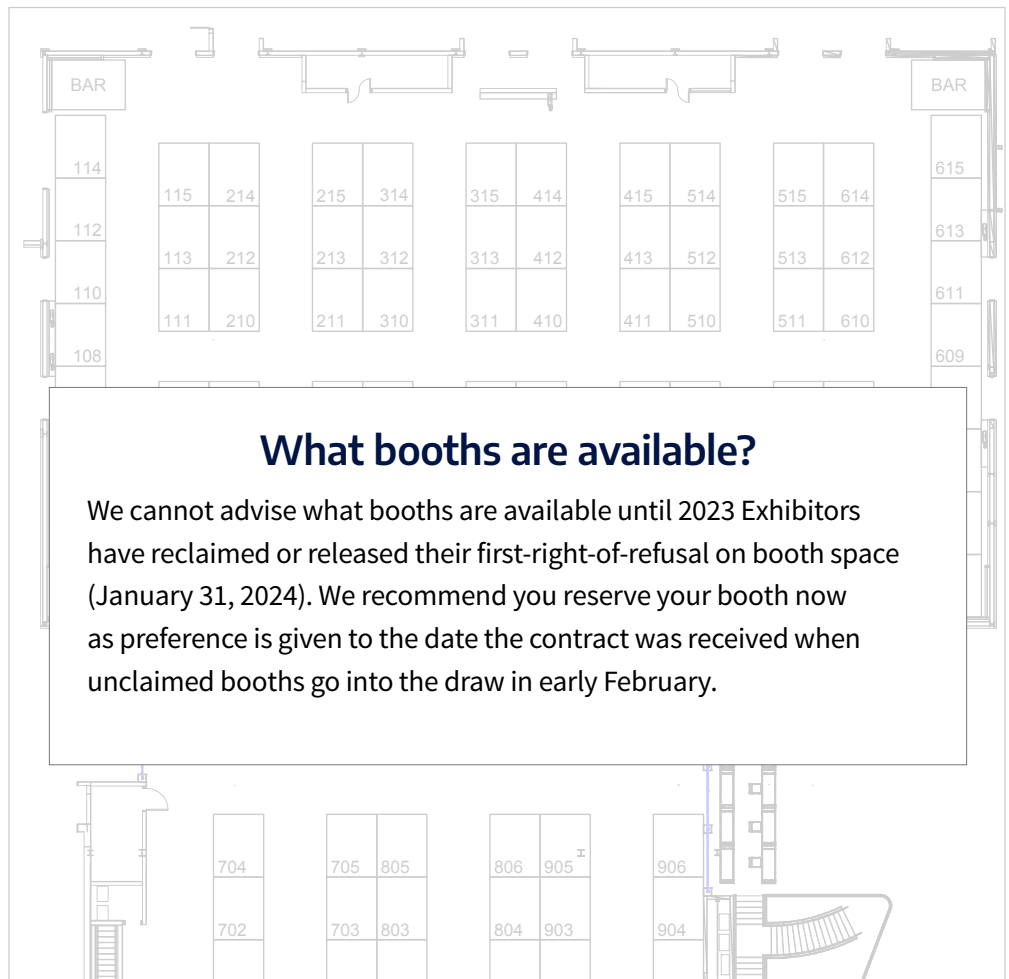 BAR BAR
114 615
115 214 215 314 315 414 415 514 515 614
112 613
113 212 213 312 313 412 413 512 513 612
110 611
111 210 211 310 311 410 411 510 511 610
108 609
What booths are available?
We cannot advise what booths are available until 2023 Exhibitors
have reclaimed or released their first-right-of-refusal on booth space
(January 31, 2024). We recommend you reserve your booth now
as preference is given to the date the contract was received when
unclaimed booths go into the draw in early February.
704 705 805 806 905 906
702 703 803 804 903 904